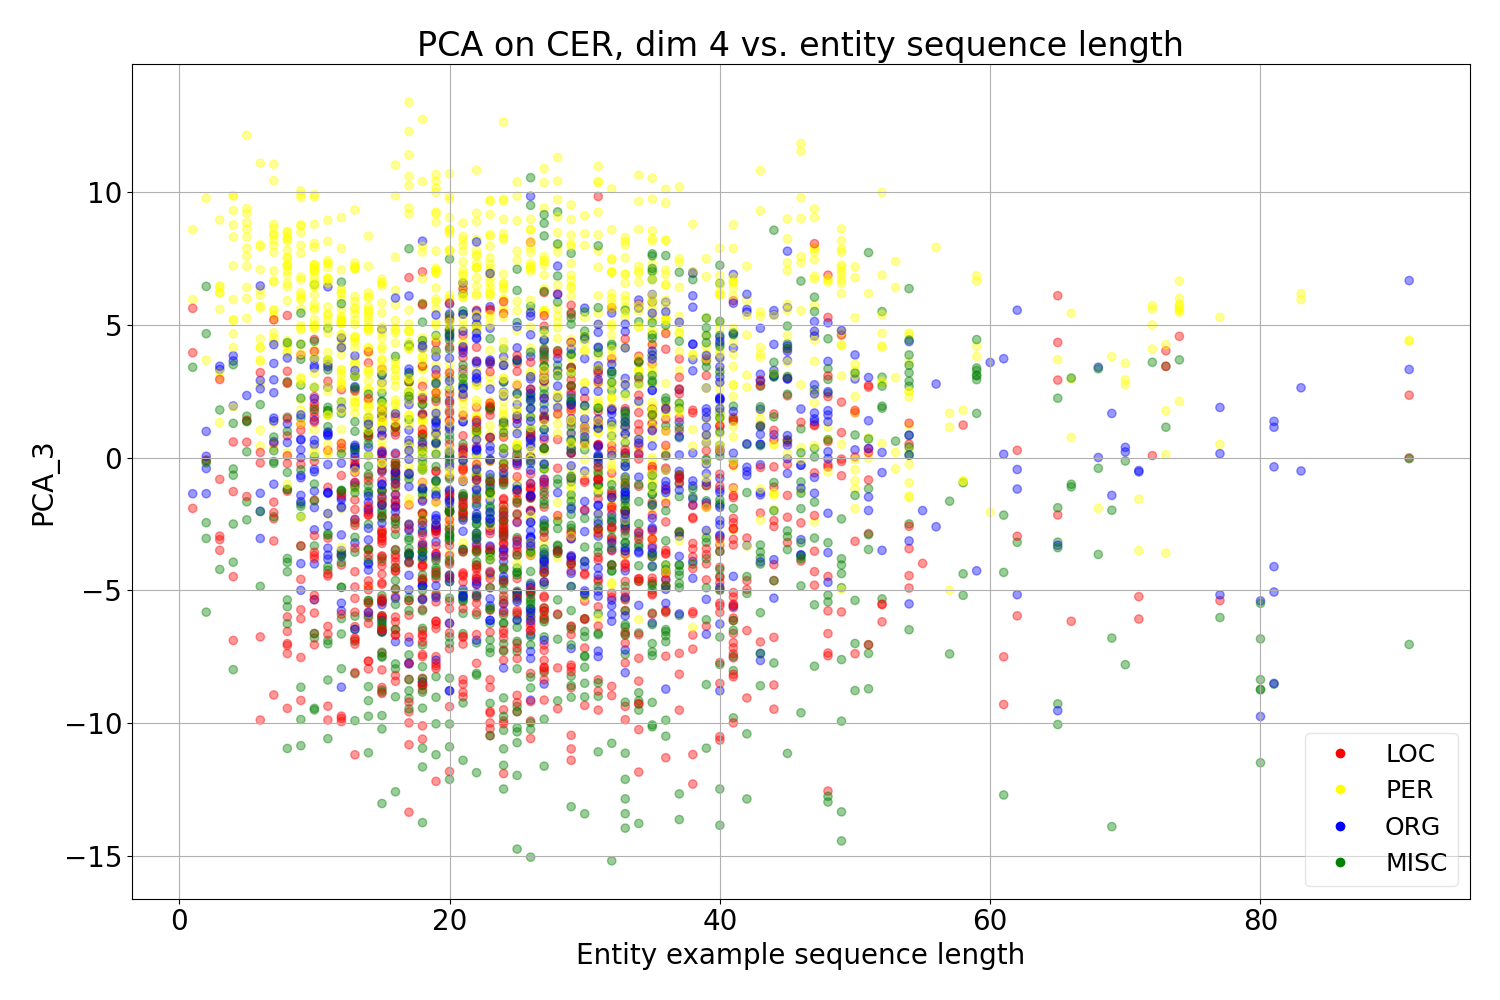 PCA on CER, dim 4 vs. entity sequence length
PCA_3
10
5
0
−5
−10
−15
0 20 40 60 80
Entity example sequence length
LOC
PER
ORG
MISC